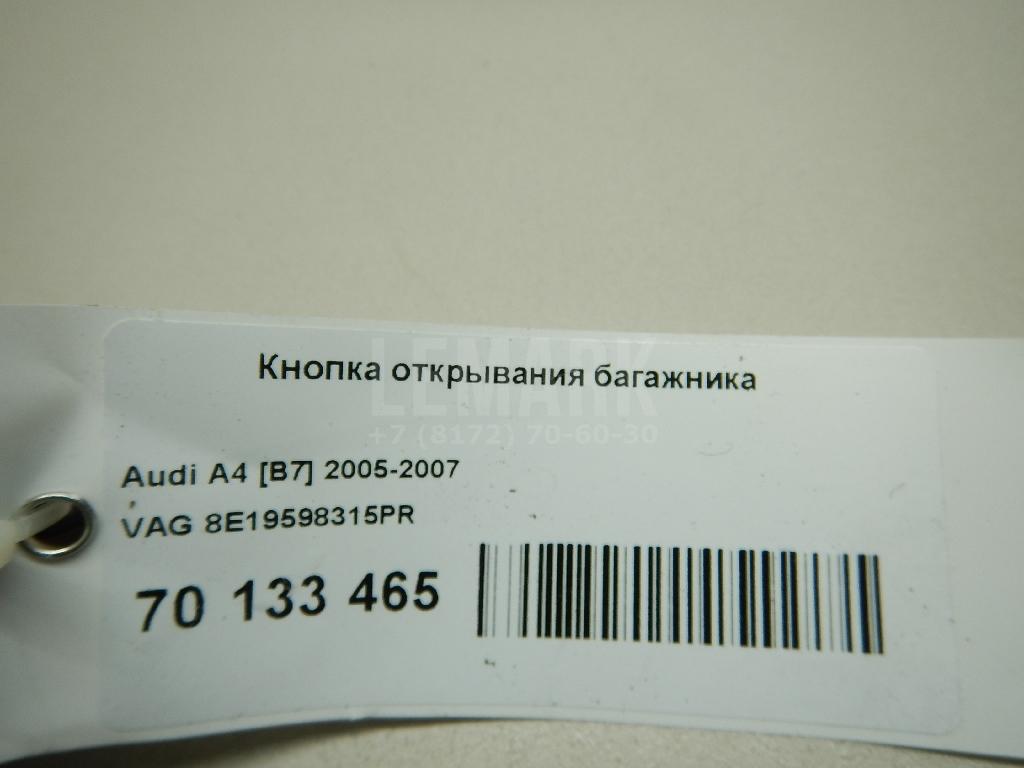 Кнопка открывания багажника
LEMARK
+7 (8172) 70-60-30
Audi A4 [B7] 2005-2007
VAG 8E19598315PR
70 133 465